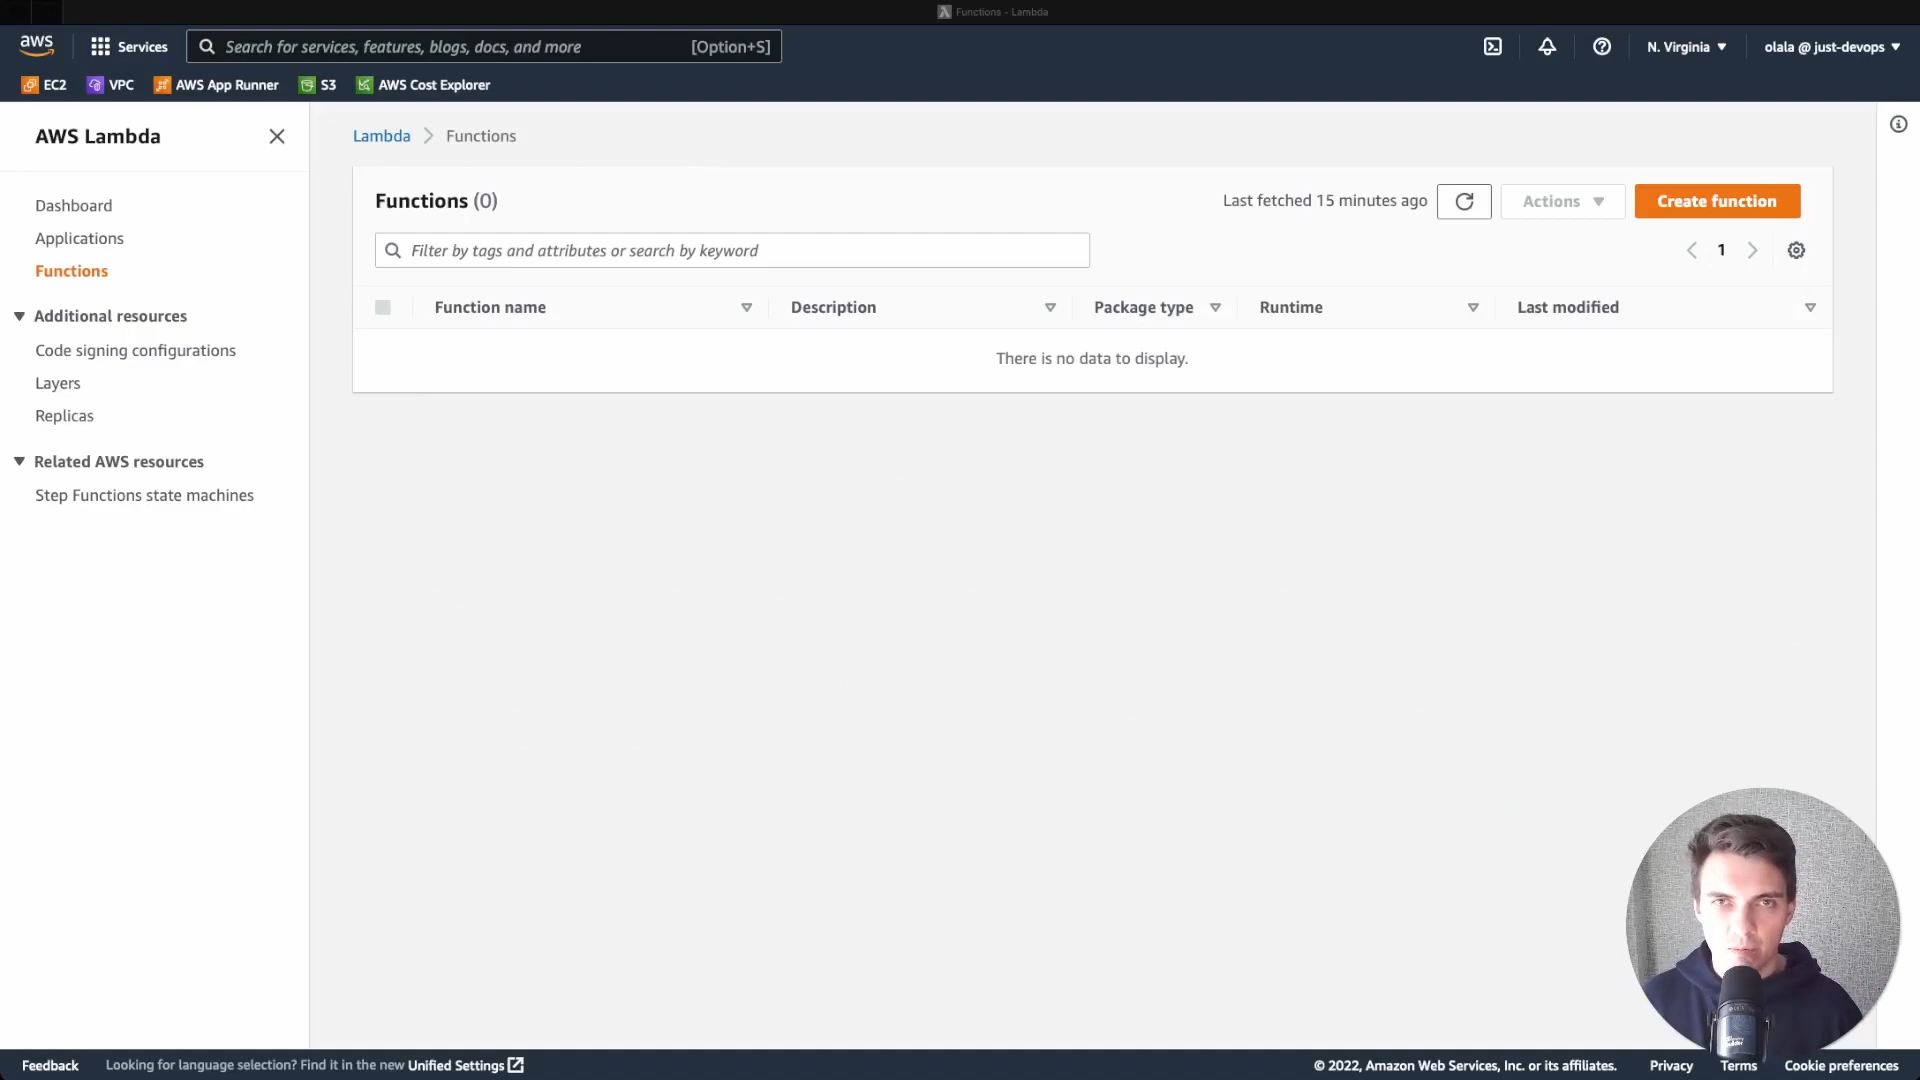 Functions - Lambda
aws
Services
Search for services, features, blogs, docs, and more
[Option+S]
N. Virginia
olala @ just-devops
EC2
VPC
AWS App Runner
S3
AWS Cost Explorer
AWS Lambda
Lambda
Functions
Functions (0)
Last fetched 15 minutes ago
Actions
Create function
Dashboard
Applications
Functions
Filter by tags and attributes or search by keyword
1
Function name
Description
Package type
Runtime
Last modified
There is no data to display.
Additional resources
Code signing configurations
Layers
Replicas
Related AWS resources
Step Functions state machines
Feedback
Looking for language selection? Find it in the new Unified Settings
© 2022, Amazon Web Services, Inc. or its affiliates.
Privacy
Terms
Cookie preferences